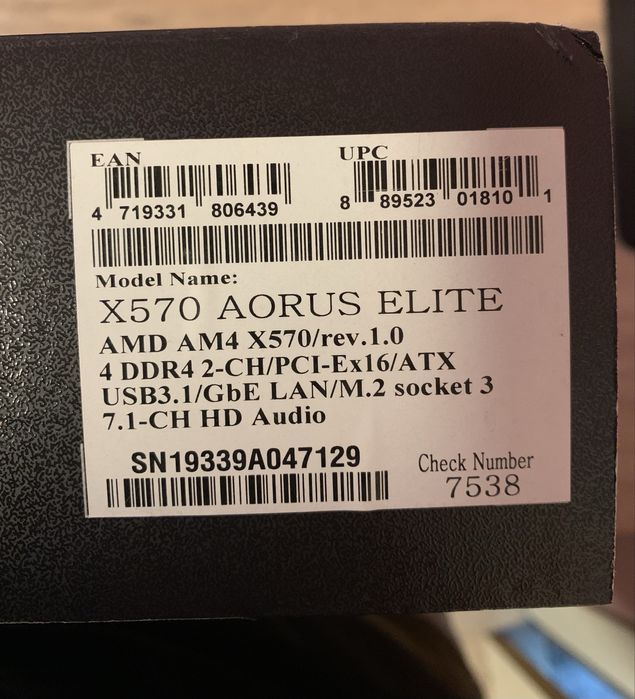 EAN UPC
4 719331 806439 8 89523 01810 1
Model Name:
X570 AORUS ELITE
AMD AM4 X570/rev.1.0
4 DDR4 2-CH/PCI-Ex16/ATX
USB3.1/GbE LAN/M.2 socket 3
7.1-CH HD Audio
SN19339A047129
Check Number
7538